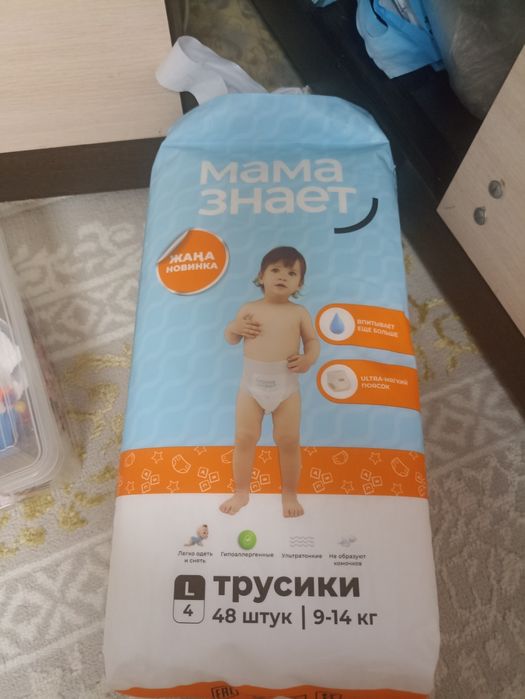 мама
знает
ЖАҢА
НОВИНКА
ВПИТЫВАЕТ
ЕЩЕ БОЛЬШЕ
ULTRA-МЯГКИЙ
ПОЯСОК
Легко одеть
и снять
Гипоаллергенные
Ультратонкие
Не образуют
комочков
L
4
трусики
48 штук | 9-14 кг
EAC